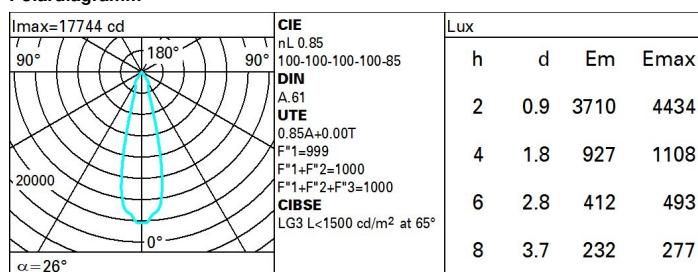 Imax=17744 cd
90°
180°
90°
20000
0°
α=26°
CIE
nL 0.85
100-100-100-100-85
DIN
A.61
UTE
0.85A+0.00T
F"1=999
F"1+F"2=1000
F"1+F"2+F"3=1000
CIBSE
LG3 L<1500 cd/m² at 65°
Lux
h d Em Emax
2 0.9 3710 4434
4 1.8 927 1108
6 2.8 412 493
8 3.7 232 277